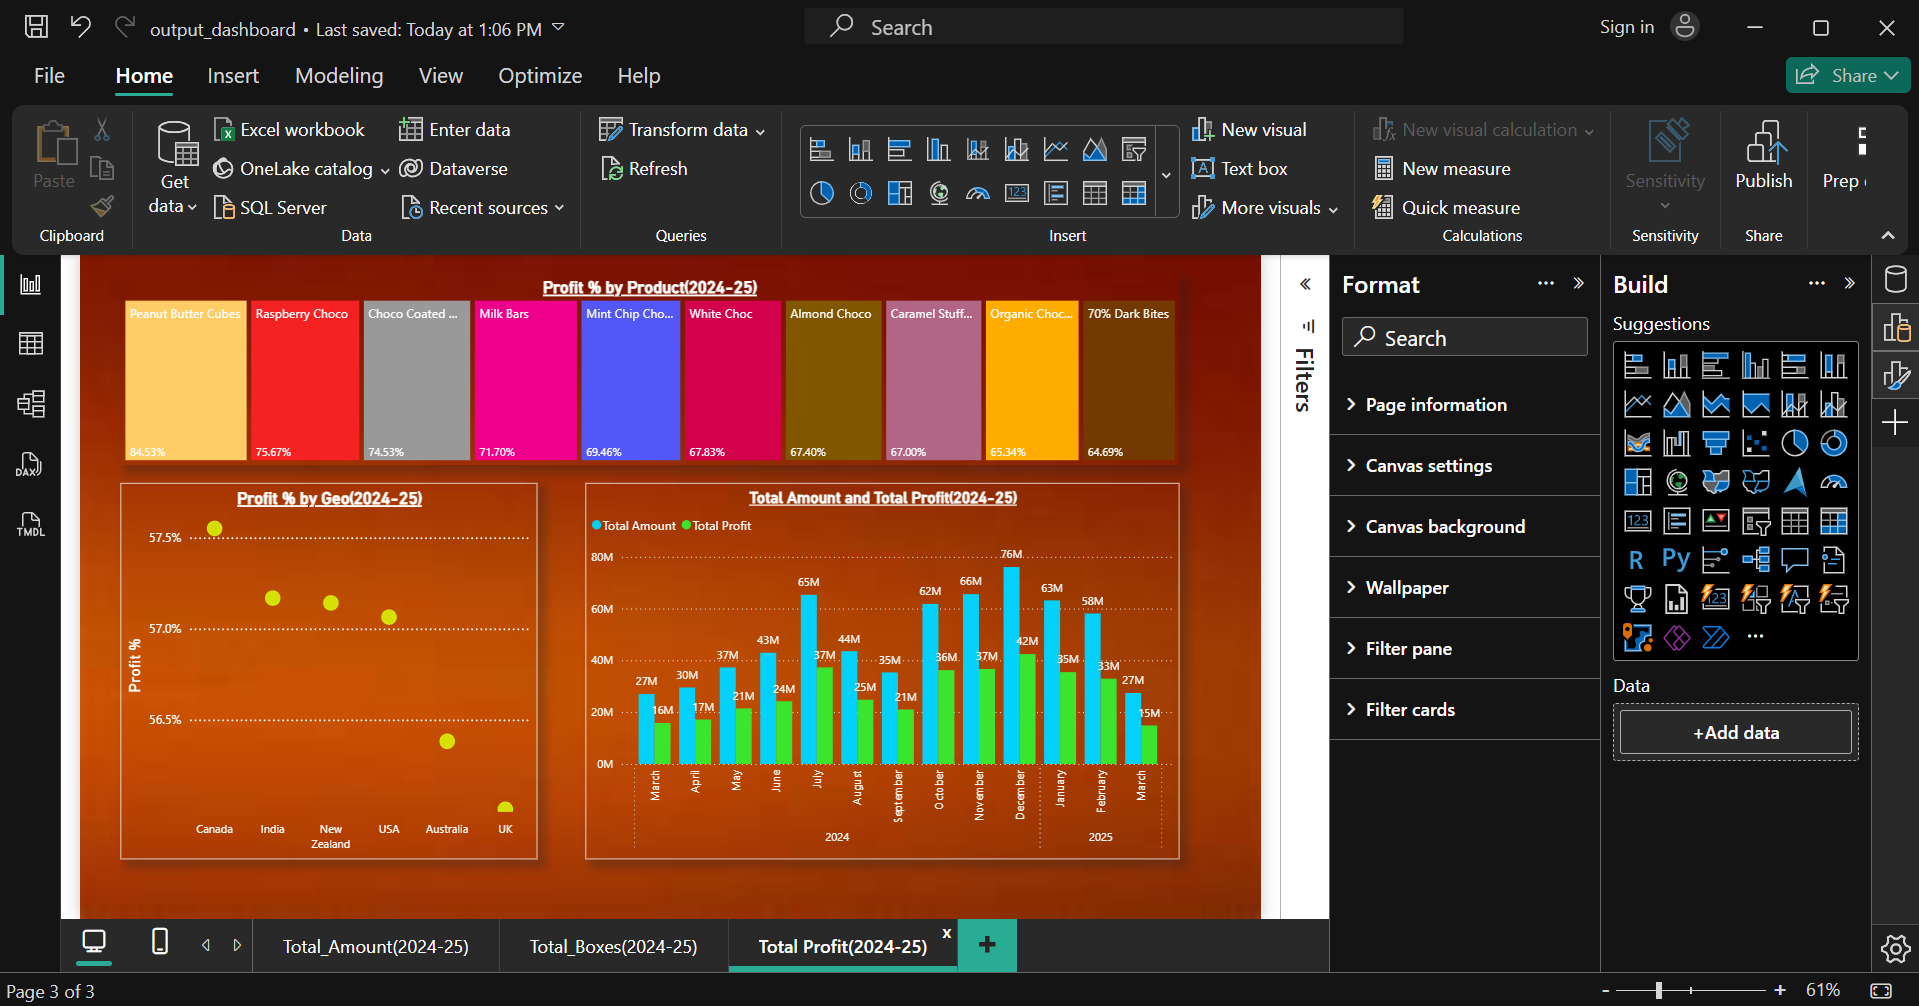 output_dashboard • Last saved: Today at 1:06 PM
Search
Sign in
File
Home
Insert
Modeling
View
Optimize
Help
Share
Paste
Clipboard
Get data
Excel workbook
OneLake catalog
SQL Server
Enter data
Dataverse
Recent sources
Data
Transform data
Refresh
Queries
New visual
Text box
More visuals
Insert
New visual calculation
New measure
Quick measure
Calculations
Sensitivity
Sensitivity
Publish
Share
Prep
DAX
TMDL
Profit % by Product(2024-25)
Peanut Butter Cubes
Raspberry Choco
Choco Coated ...
Milk Bars
Mint Chip Cho...
White Choc
Almond Choco
Caramel Stuff...
Organic Choc...
70% Dark Bites
84.53%
75.67%
74.53%
71.70%
69.46%
67.83%
67.40%
67.00%
65.34%
64.69%
Profit % by Geo(2024-25)
57.5%
57.0%
56.5%
Profit %
Canada
India
New Zealand
USA
Australia
UK
Total Amount and Total Profit(2024-25)
Total Amount
Total Profit
80M
60M
40M
20M
0M
27M
16M
30M
17M
37M
21M
43M
24M
65M
37M
44M
25M
35M
21M
62M
36M
66M
37M
76M
42M
63M
35M
58M
33M
27M
15M
March
April
May
June
July
August
September
October
November
December
January
February
March
2024
2025
Filters
Format
Search
Page information
Canvas settings
Canvas background
Wallpaper
Filter pane
Filter cards
Build
Suggestions
123
R
Py
123
Data
+Add data
Total_Amount(2024-25)
Total_Boxes(2024-25)
Total Profit(2024-25)
x
+
Page 3 of 3
- + 61%